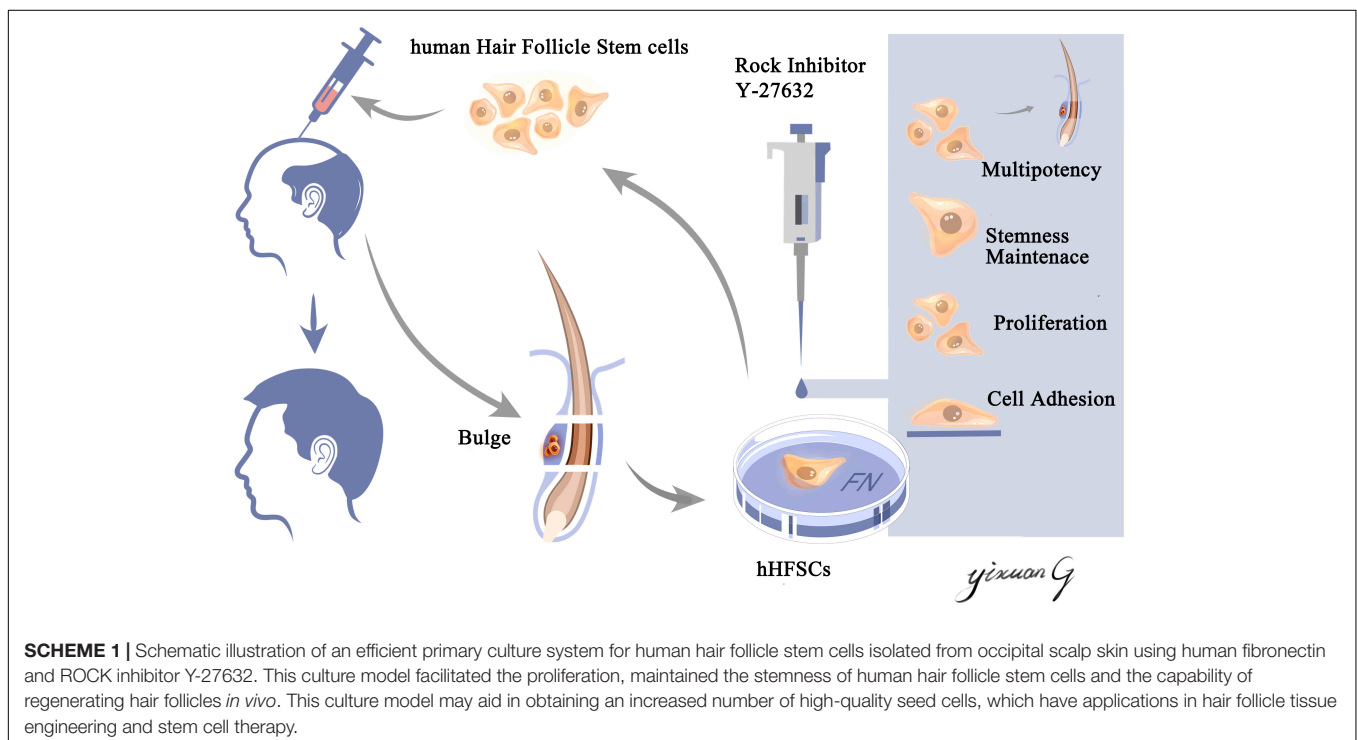 human Hair Follicle Stem cells
Rock Inhibitor
Y-27632
Multipotency
Stemness
Maintenace
Proliferation
Cell Adhesion
Bulge
FN
hHFSCs
yixuan G
SCHEME 1 | Schematic illustration of an efficient primary culture system for human hair follicle stem cells isolated from occipital scalp skin using human fibronectin
and ROCK inhibitor Y-27632. This culture model facilitated the proliferation, maintained the stemness of human hair follicle stem cells and the capability of
regenerating hair follicles in vivo. This culture model may aid in obtaining an increased number of high-quality seed cells, which have applications in hair follicle tissue
engineering and stem cell therapy.